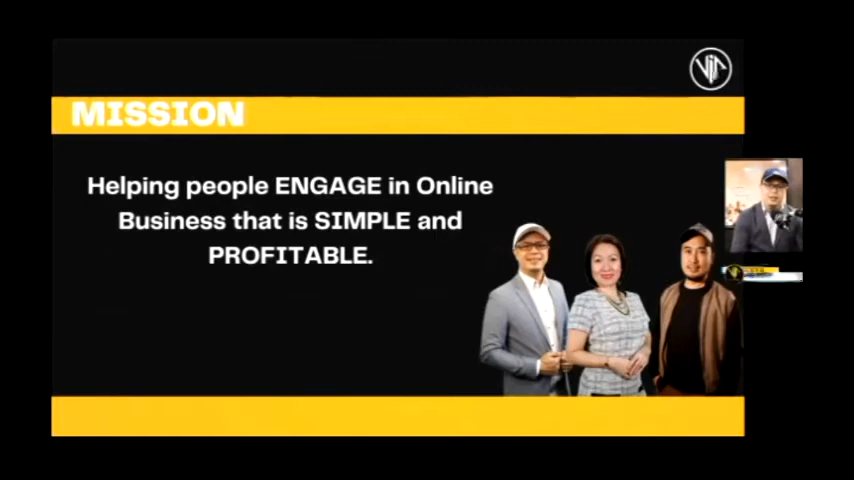 MISSION
Helping people ENGAGE in Online
Business that is SIMPLE and
PROFITABLE.